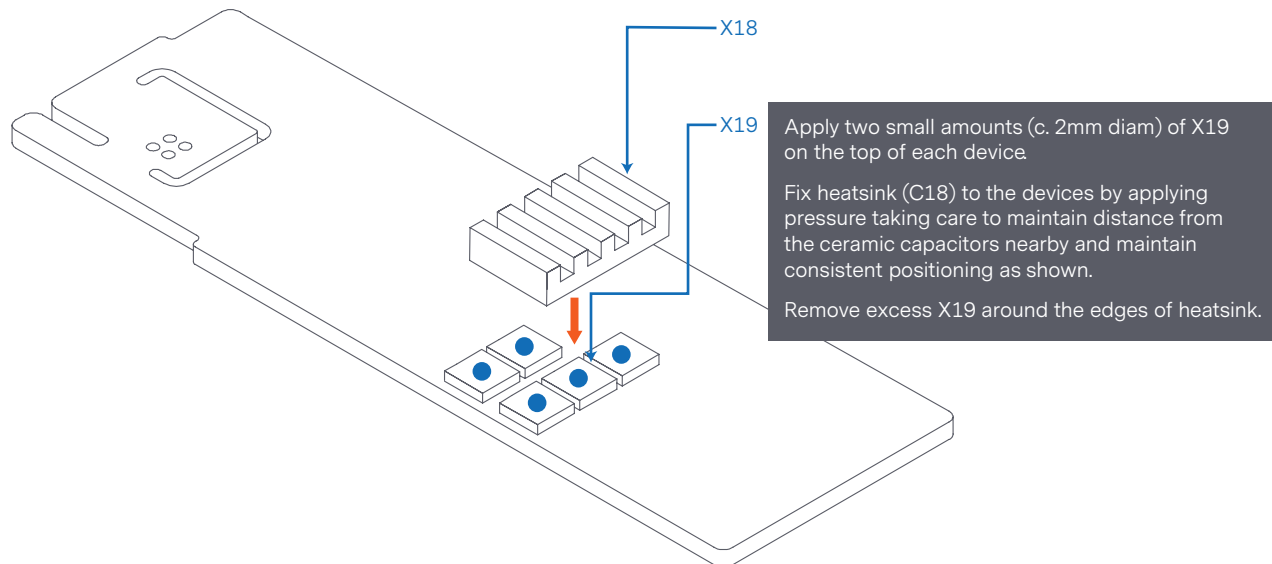 X18
X19
Apply two small amounts (c. 2mm diam) of X19
on the top of each device.
Fix heatsink (C18) to the devices by applying
pressure taking care to maintain distance from
the ceramic capacitors nearby and maintain
consistent positioning as shown.
Remove excess X19 around the edges of heatsink.